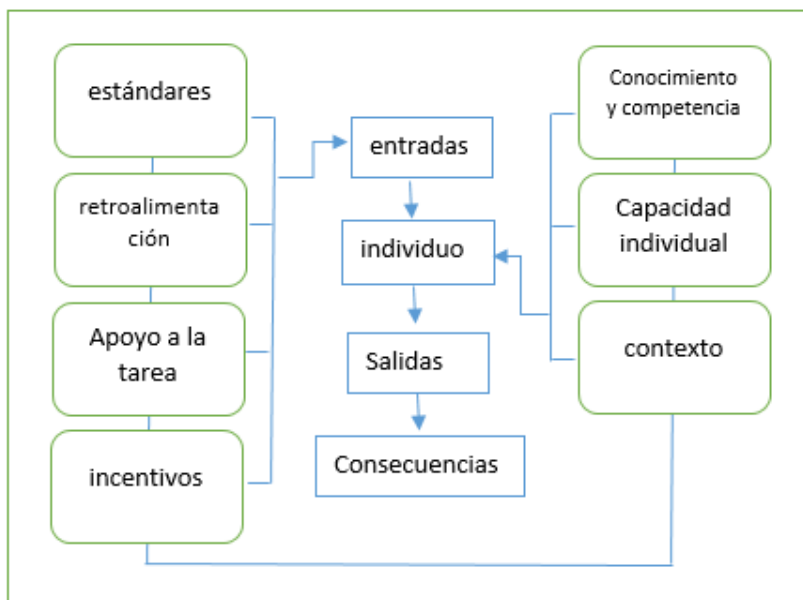 estándares
retroalimenta
ción
Apoyo a la
tarea
incentivos
entradas
individuo
Salidas
Consecuencias
Conocimiento
y competencia
Capacidad
individual
contexto